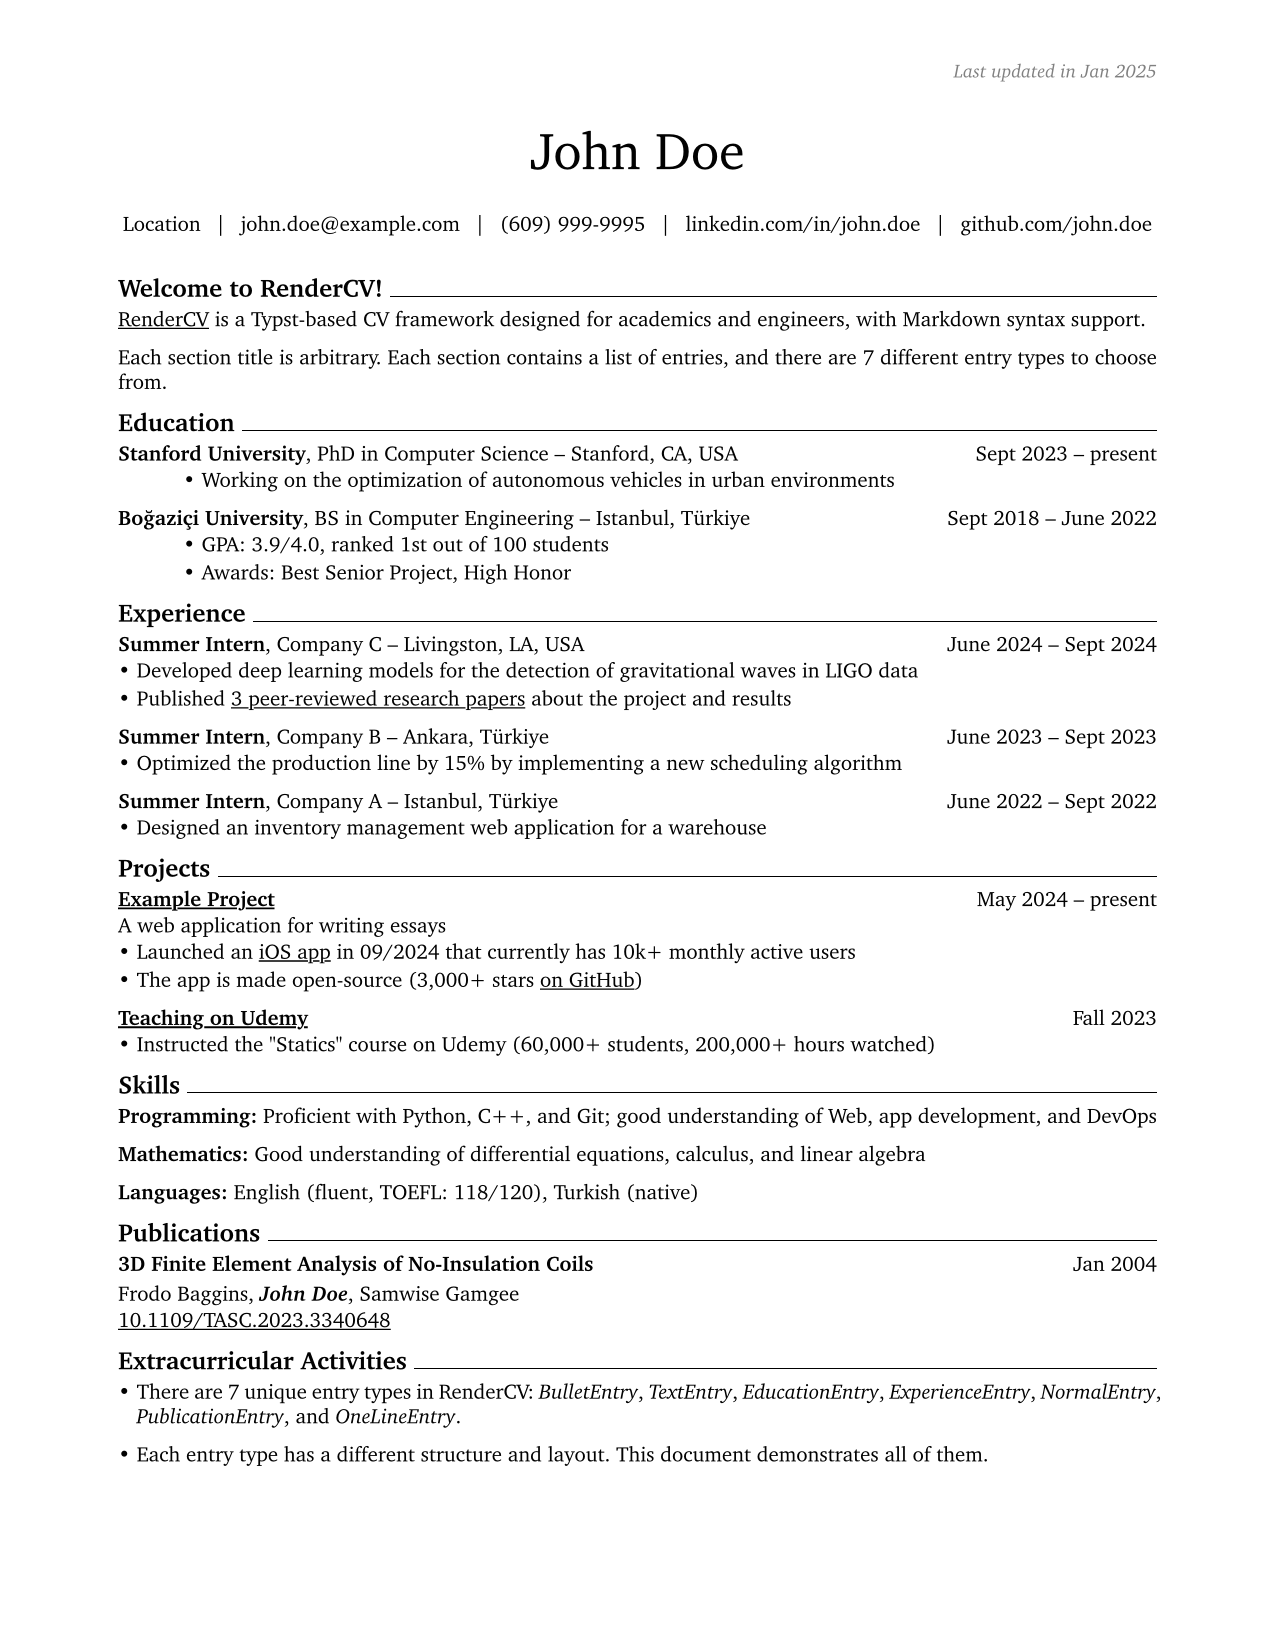 Last updated in Jan 2025
John Doe
Location | john.doe@example.com | (609) 999-9995 | linkedin.com/in/john.doe | github.com/john.doe
Welcome to RenderCV!
RenderCV is a Typst-based CV framework designed for academics and engineers, with Markdown syntax support.
Each section title is arbitrary. Each section contains a list of entries, and there are 7 different entry types to choose
from.
Education
Stanford University, PhD in Computer Science – Stanford, CA, USA Sept 2023 – present
• Working on the optimization of autonomous vehicles in urban environments
Boğaziçi University, BS in Computer Engineering – Istanbul, Türkiye Sept 2018 – June 2022
• GPA: 3.9/4.0, ranked 1st out of 100 students
• Awards: Best Senior Project, High Honor
Experience
Summer Intern, Company C – Livingston, LA, USA June 2024 – Sept 2024
• Developed deep learning models for the detection of gravitational waves in LIGO data
• Published 3 peer-reviewed research papers about the project and results
Summer Intern, Company B – Ankara, Türkiye June 2023 – Sept 2023
• Optimized the production line by 15% by implementing a new scheduling algorithm
Summer Intern, Company A – Istanbul, Türkiye June 2022 – Sept 2022
• Designed an inventory management web application for a warehouse
Projects
Example Project May 2024 – present
A web application for writing essays
• Launched an iOS app in 09/2024 that currently has 10k+ monthly active users
• The app is made open-source (3,000+ stars on GitHub)
Teaching on Udemy Fall 2023
• Instructed the "Statics" course on Udemy (60,000+ students, 200,000+ hours watched)
Skills
Programming: Proficient with Python, C++, and Git; good understanding of Web, app development, and DevOps
Mathematics: Good understanding of differential equations, calculus, and linear algebra
Languages: English (fluent, TOEFL: 118/120), Turkish (native)
Publications
3D Finite Element Analysis of No-Insulation Coils Jan 2004
Frodo Baggins, John Doe, Samwise Gamgee
10.1109/TASC.2023.3340648
Extracurricular Activities
• There are 7 unique entry types in RenderCV: BulletEntry, TextEntry, EducationEntry, ExperienceEntry, NormalEntry,
PublicationEntry, and OneLineEntry.
• Each entry type has a different structure and layout. This document demonstrates all of them.